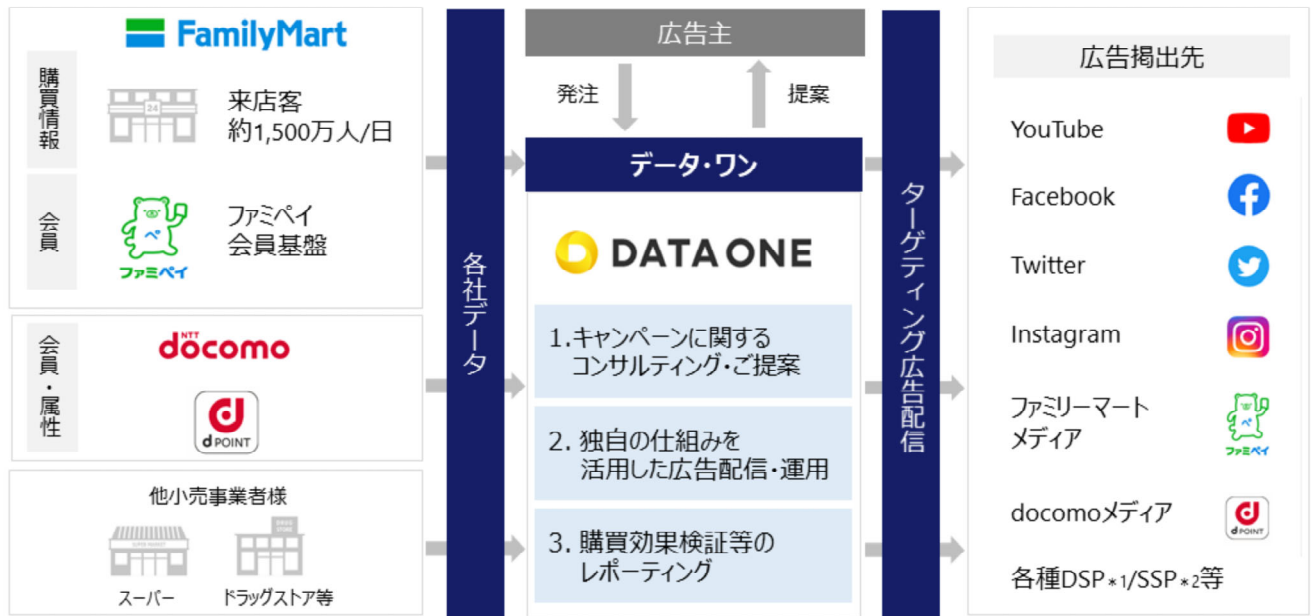 FamilyMart
購買情報
24
来店客
約1,500万人/日
会員
ペ
ファミペイ
ファミペイ
会員基盤
会員・属性
NTT
döcomo
d
d POINT
他小売事業者様
SUPER MARKET
スーパー
DRUG
STORE
ドラッグストア等
各社データ
広告主
発注
提案
データ・ワン
DATA ONE
1.キャンペーンに関する
コンサルティング・ご提案
2. 独自の仕組みを
活用した広告配信・運用
3. 購買効果検証等の
レポーティング
ターゲティング広告配信
広告掲出先
YouTube
Facebook
Twitter
Instagram
ファミリーマート
メディア
ペ
ファミペイ
docomoメディア
d
d POINT
各種DSP*1/SSP*2等